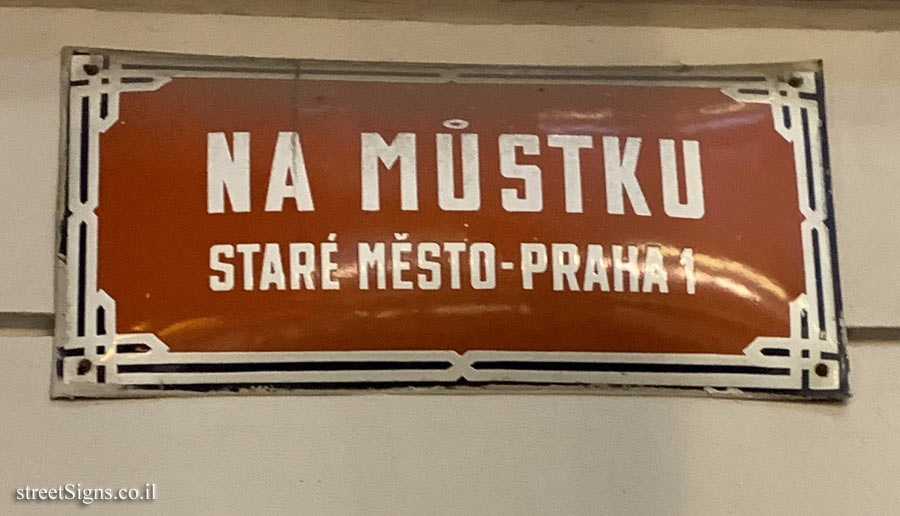 NA MŮSTKU
STARÉ MĚSTO-PRAHA 1
streetSigns.co.il